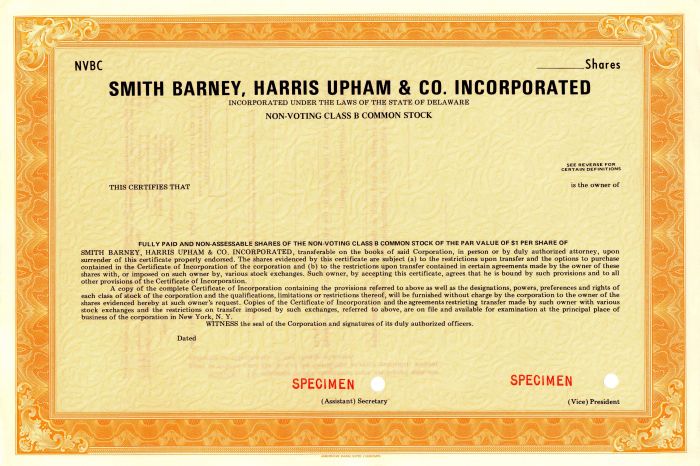 NVBC
______Shares
SMITH BARNEY, HARRIS UPHAM & CO. INCORPORATED
INCORPORATED UNDER THE LAWS OF THE STATE OF DELAWARE
NON-VOTING CLASS B COMMON STOCK
SEE REVERSE FOR
CERTAIN DEFINITIONS
THIS CERTIFIES THAT
is the owner of
FULLY PAID AND NON-ASSESSABLE SHARES OF THE NON-VOTING CLASS B COMMON STOCK OF THE PAR VALUE OF $1 PER SHARE OF
SMITH BARNEY, HARRIS UPHAM & CO. INCORPORATED, transferable on the books of said Corporation, in person or by duly authorized attorney, upon
surrender of this certificate properly endorsed. The shares evidenced by this certificate are subject (a) to the restrictions upon transfer and the options to purchase
contained in the Certificate of Incorporation of the corporation and (b) to the restrictions upon transfer contained in certain agreements made by the owner of these
shares with, or imposed on such owner by, various stock exchanges. Such owner, by accepting this certificate, agrees that he is bound by such provisions and to all
other provisions of the Certificate of Incorporation.
A copy of the complete Certificate of Incorporation containing the provisions referred to above as well as the designations, powers, preferences and rights of
each class of stock of the corporation and the qualifications, limitations or restrictions thereof, will be furnished without charge by the corporation to the owner of the
shares evidenced hereby at such owner's request. Copies of the Certificate of Incorporation and the agreements restricting transfer made by such owner with various
stock exchanges and the restrictions on transfer imposed by such exchanges, referred to above, are on file and available for examination at the principal place of
business of the corporation in New York, N. Y.
WITNESS the seal of the Corporation and signatures of its duly authorized officers.
Dated
SPECIMEN
SPECIMEN
(Assistant) Secretary
(Vice) President
AMERICAN BANK NOTE COMPANY